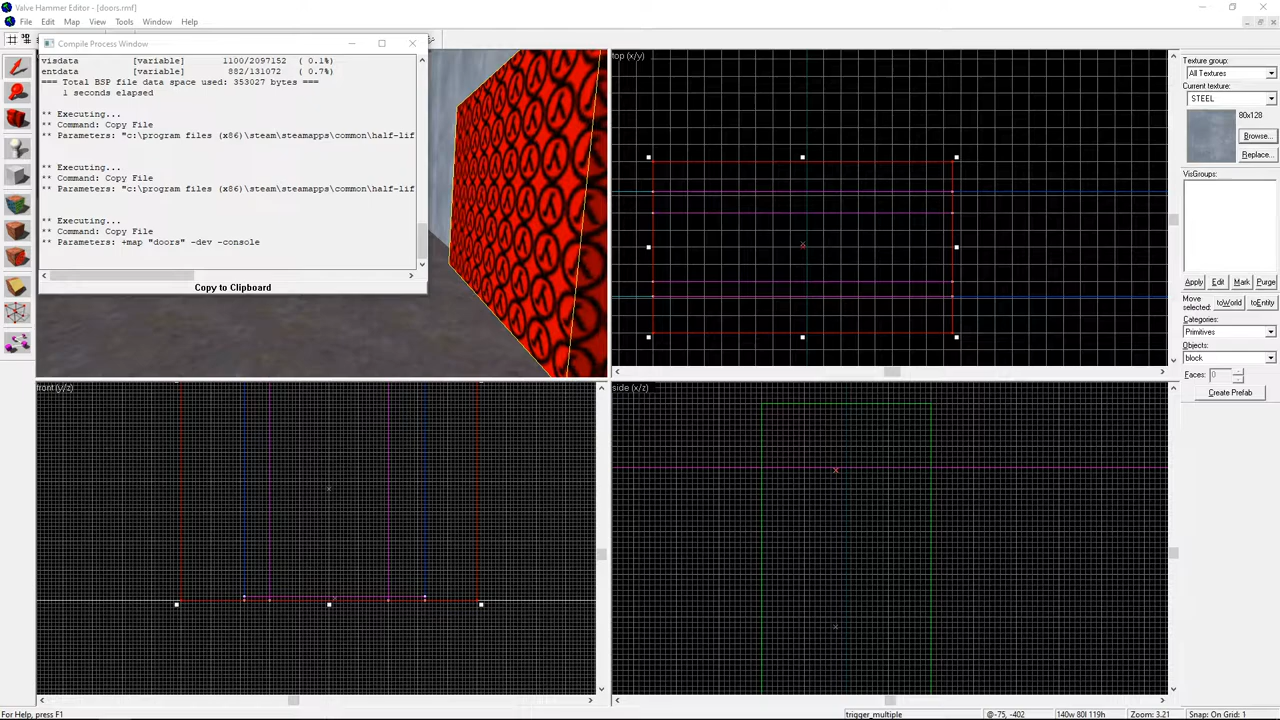 Valve Hammer Editor - [doors.rmf]
File Edit Map View Tools Window Help
Compile Process Window
visdata [variable] 1100/2097152 ( 0.1%)
entdata [variable] 882/131072 ( 0.7%)
=== Total BSP file data space used: 353027 bytes ===
1 seconds elapsed
** Executing...
** Command: Copy File
** Parameters: "c:\program files (x86)\steam\steamapps\common\half-lif
** Executing...
** Command: Copy File
** Parameters: "c:\program files (x86)\steam\steamapps\common\half-lif
** Executing...
** Command: Copy File
** Parameters: +map "doors" -dev -console
Copy to Clipboard
top (x/y)
front (y/z)
side (x/z)
Texture group:
All Textures
Current texture:
STEEL
80x128
Browse...
Replace...
VisGroups:
Apply Edit Mark Purge
Move selected: toWorld toEntity
Categories:
Primitives
Objects:
block
Faces: 0
Create Prefab
For Help, press F1
trigger_multiple
@-75, -402
140w 80l 119h
Zoom: 3.21
Snap: On Grid: 1